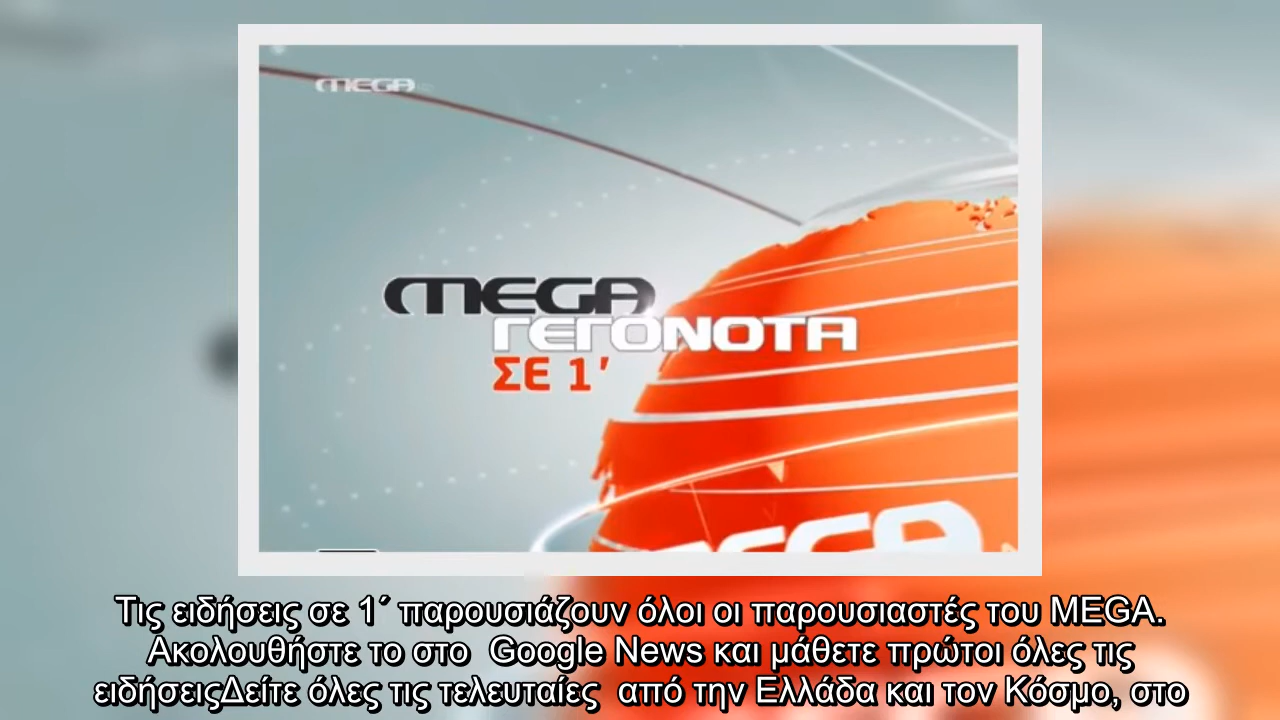 MEGA
MEGA
ΓΕΓΟΝΟΤΑ
ΣΕ 1'
MEGA
Τις ειδήσεις σε 1΄ παρουσιάζουν όλοι οι παρουσιαστές του MEGA.
Ακολουθήστε το στο  Google News και μάθετε πρώτοι όλες τις
ειδήσειςΔείτε όλες τις τελευταίες  από την Ελλάδα και τον Κόσμο, στο